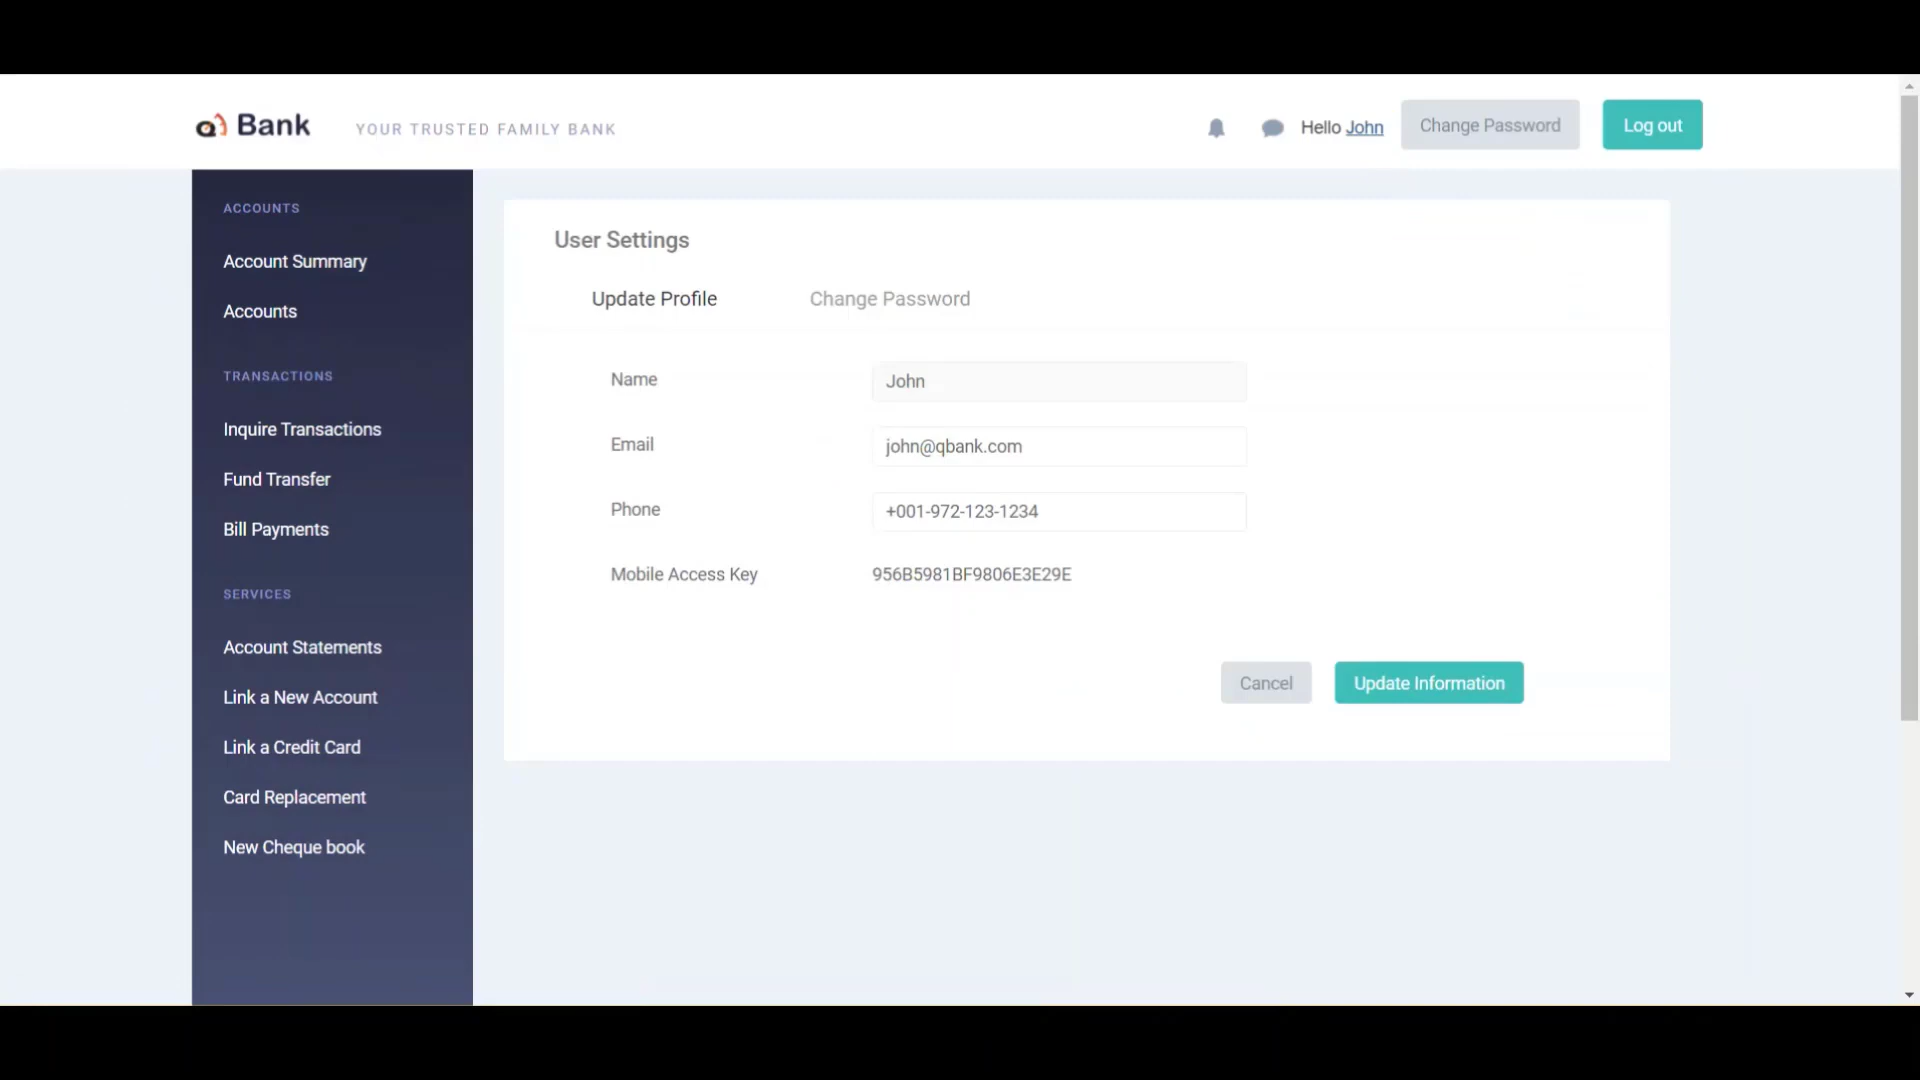 Bank
YOUR TRUSTED FAMILY BANK
Hello John
Change Password
Log out
ACCOUNTS
Account Summary
Accounts
TRANSACTIONS
Inquire Transactions
Fund Transfer
Bill Payments
SERVICES
Account Statements
Link a New Account
Link a Credit Card
Card Replacement
New Cheque book
User Settings
Update Profile
Change Password
Name
John
Email
john@qbank.com
Phone
+001-972-123-1234
Mobile Access Key
956B5981BF9806E3E29E
Cancel
Update Information